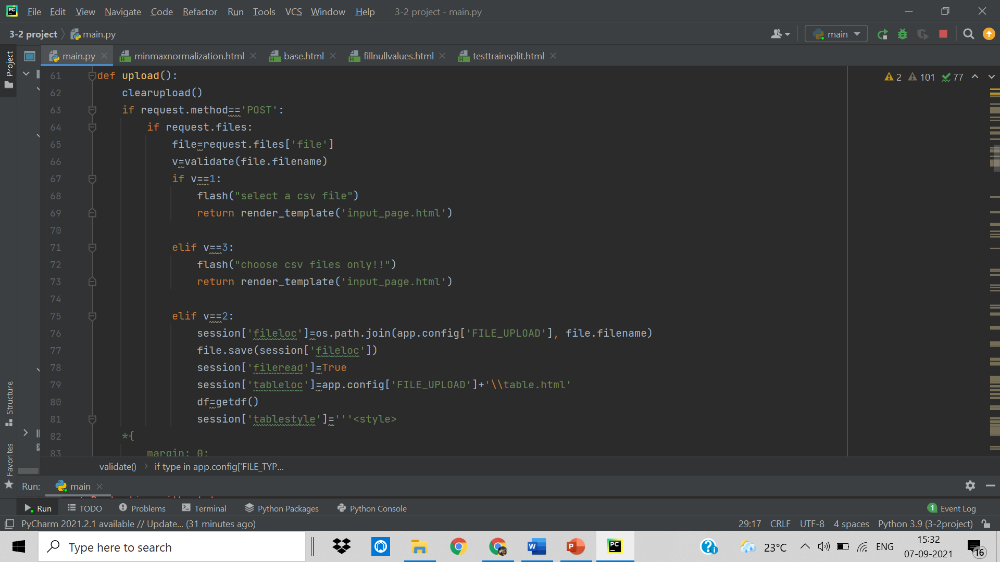 File Edit View Navigate Code Refactor Run Tools VCS Window Help 3-2 project - main.py
3-2 project main.py main
main.py minmaxnormalization.html base.html fillnullvalues.html testtrainsplit.html
Project
2 101 77
61 def upload():
62 clearupload()
63 if request.method=='POST':
64 if request.files:
65 file=request.files['file']
66 v=validate(file.filename)
67 if v==1:
68 flash("select a csv file")
69 return render_template('input_page.html')
70
71 elif v==3:
72 flash("choose csv files only!!")
73 return render_template('input_page.html')
74
75 elif v==2:
76 session['fileloc']=os.path.join(app.config['FILE_UPLOAD'], file.filename)
77 file.save(session['fileloc'])
78 session['fileread']=True
79 session['tableloc']=app.config['FILE_UPLOAD']+'\\table.html'
80 df=getdf()
81 session['tablestyle']='''<style>
82 *{
83 margin: 0;
Structure
Favorites
validate() if type in app.config['FILE_TYP...
Run: main
Run TODO Problems Terminal Python Packages Python Console 1 Event Log
PyCharm 2021.2.1 available // Update... (31 minutes ago) 29:17 CRLF UTF-8 4 spaces Python 3.9 (3-2project)
Type here to search 23°C ENG 15:32
07-09-2021 16